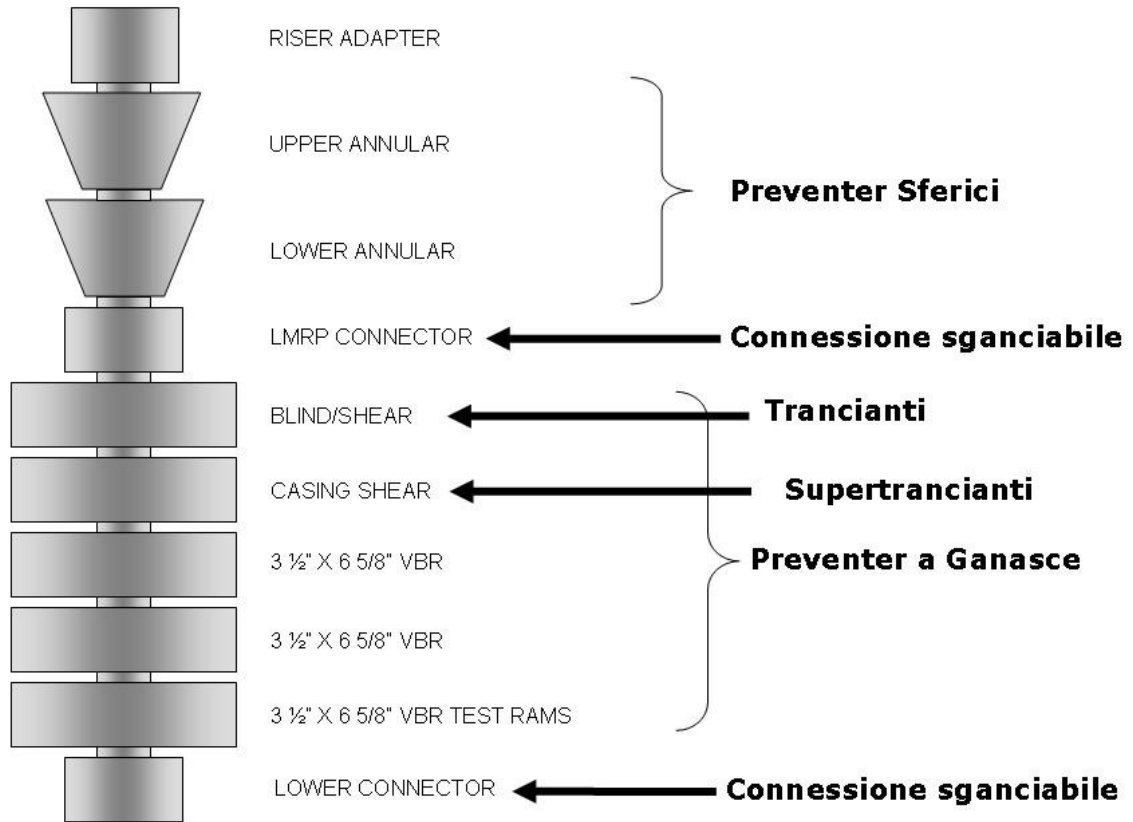 RISER ADAPTER
UPPER ANNULAR
Preventer Sferici
LOWER ANNULAR
LMRP CONNECTOR
Connessione sganciabile
BLIND/SHEAR
Trancianti
CASING SHEAR
Supertrancianti
3 ½" X 6 5/8" VBR
Preventer a Ganasce
3 ½" X 6 5/8" VBR
3 ½" X 6 5/8" VBR TEST RAMS
LOWER CONNECTOR
Connessione sganciabile